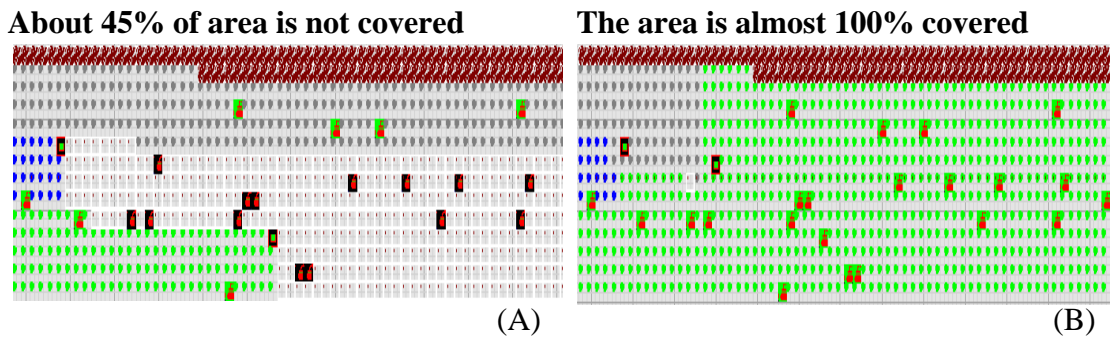 About 45% of area is not covered
The area is almost 100% covered
(A)
(B)